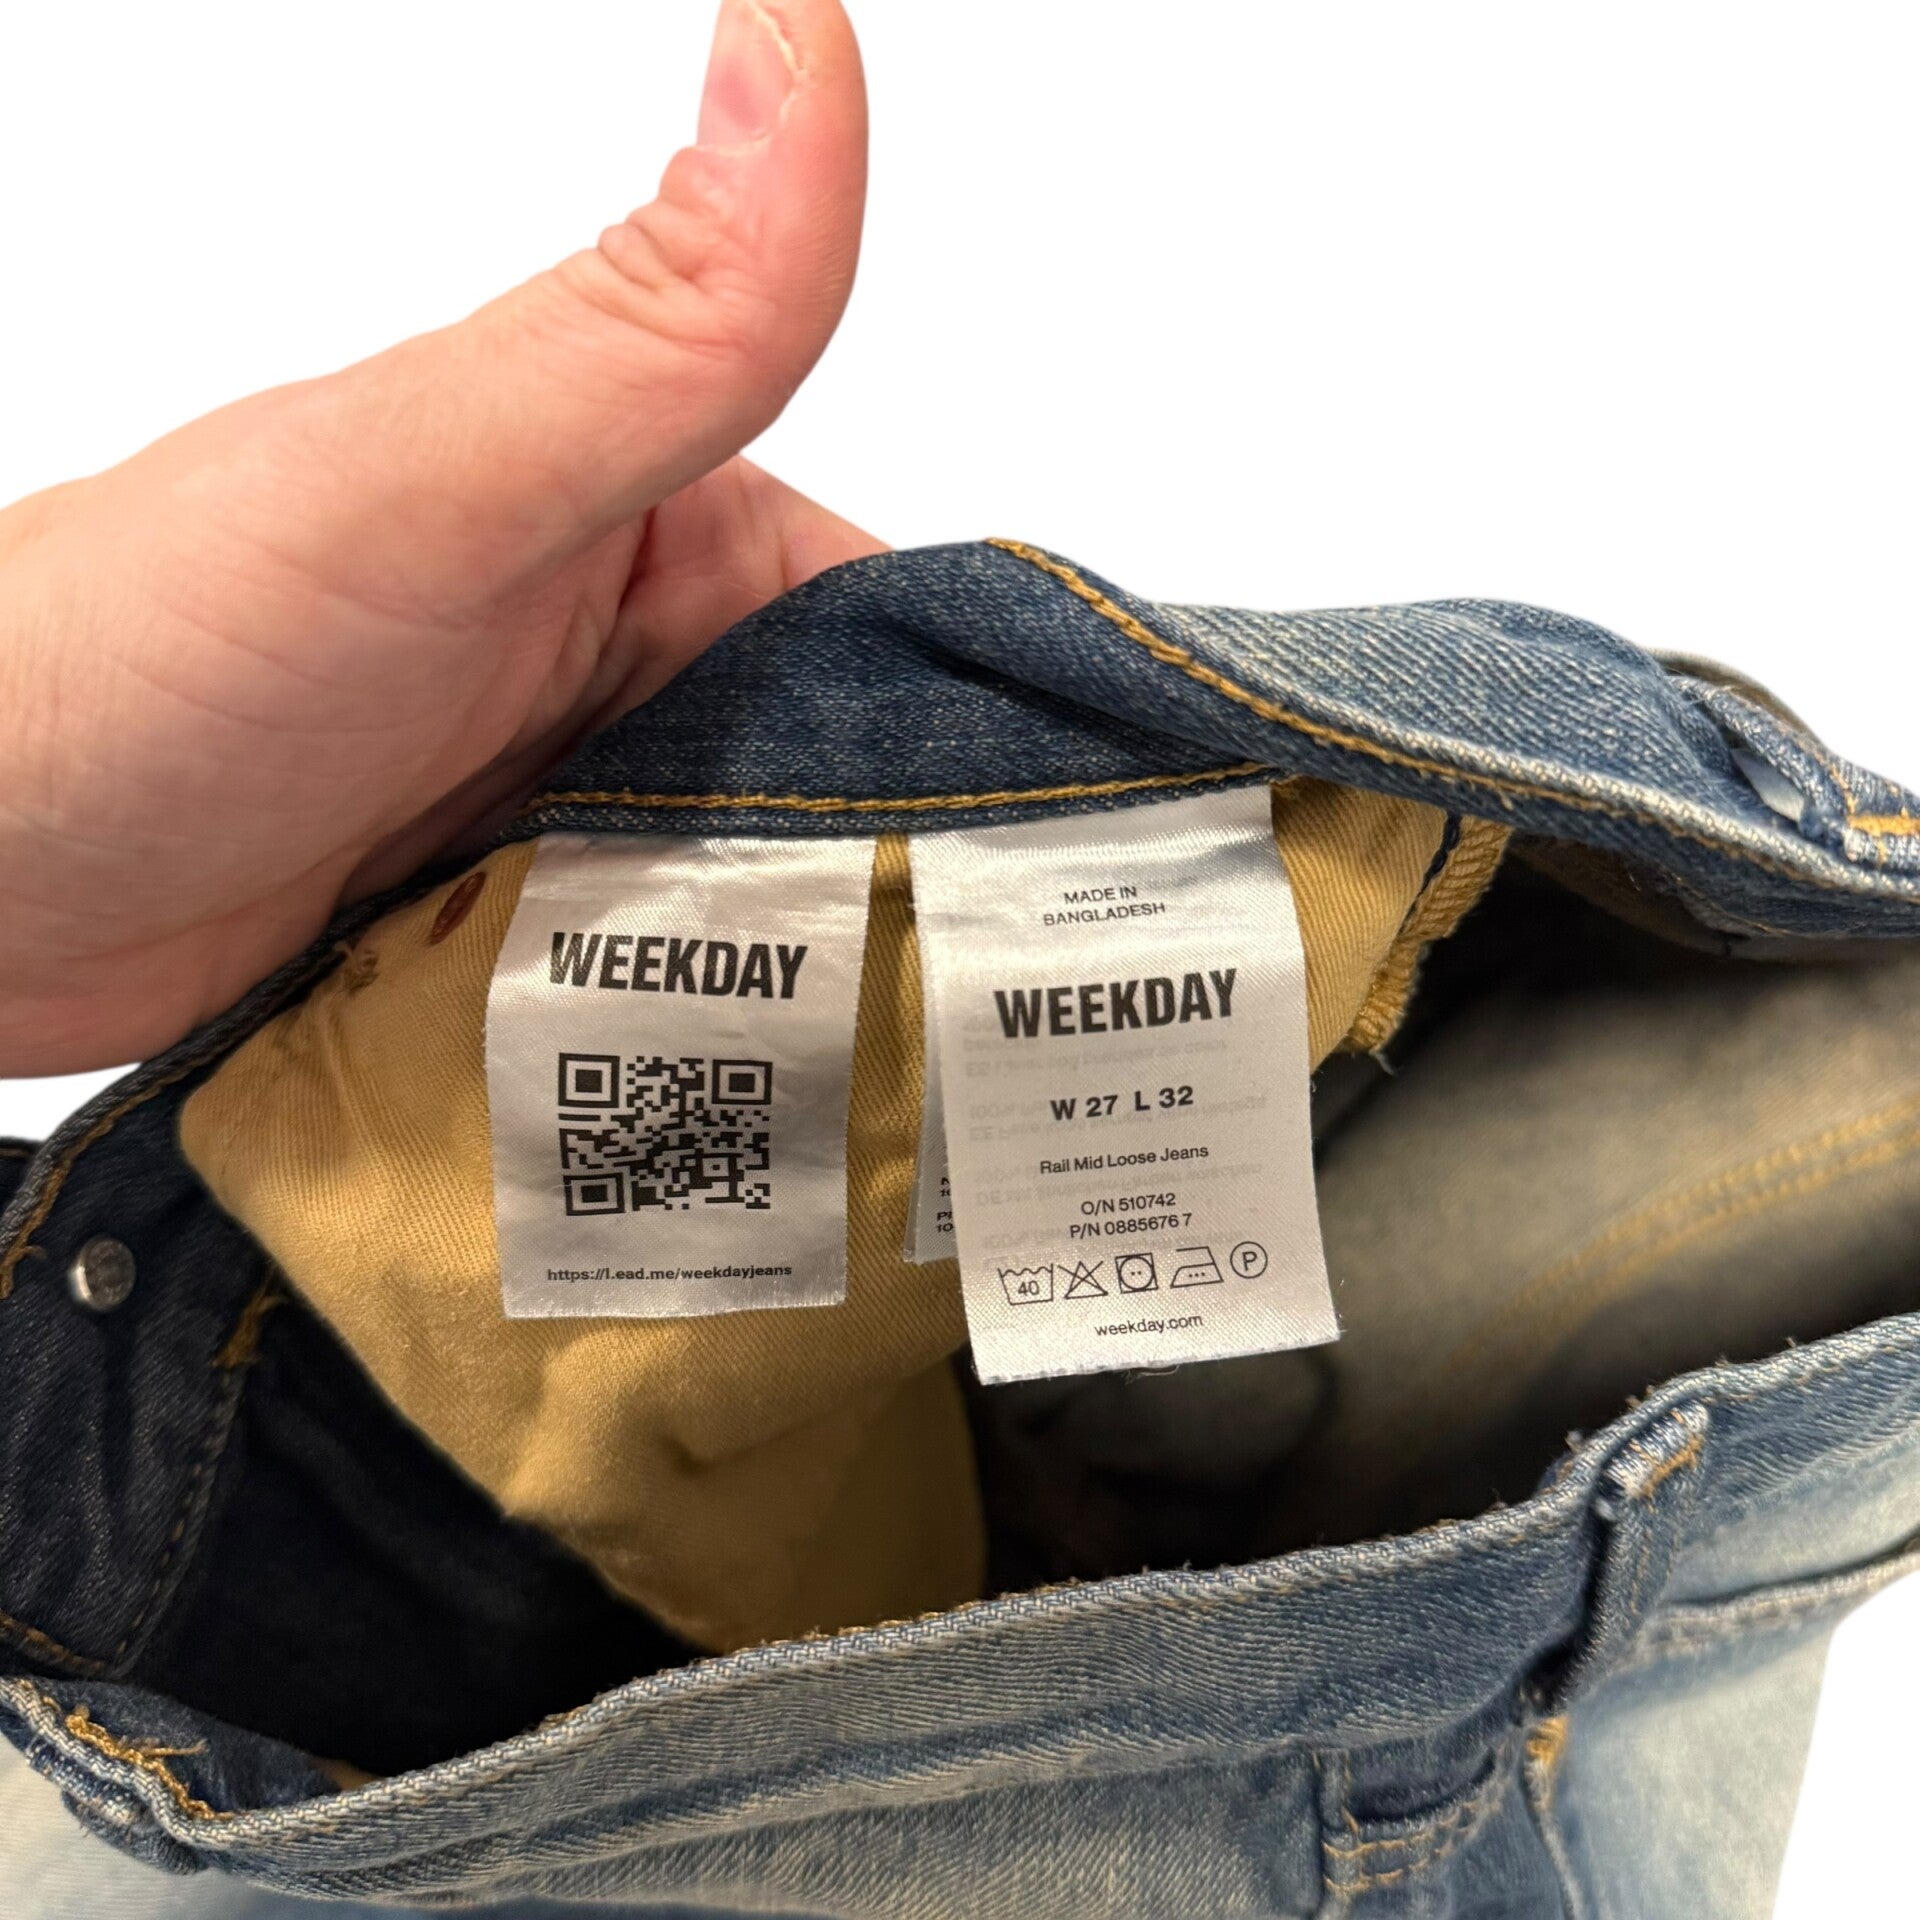 WEEKDAY
https://l.ead.me/weekdayjeans
MADE IN
BANGLADESH
WEEKDAY
W 27 L 32
Rail Mid Loose Jeans
O/N 510742
P/N 0885676 7
40
P
weekday.com